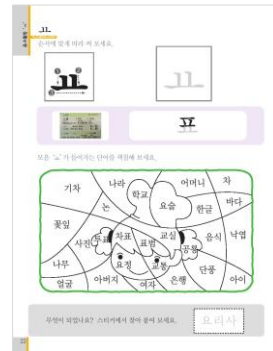 ㅛ
순서에 맞게 따라 써 보세요.
ㅛ
ㅛ
표
모음 'ㅛ'가 들어가는 단어를 색칠해 보세요.
기차
나라
학교
어머니
차
요술
한글
바다
논
꽃잎
사진
투표
차표
표범
교실
공룡
음식
낙엽
나무
요정
교통
단풍
얼굴
아버지
여자
은행
아이
무엇이 되었나요? 스티커에서 찾아 붙여 보세요.
요리사